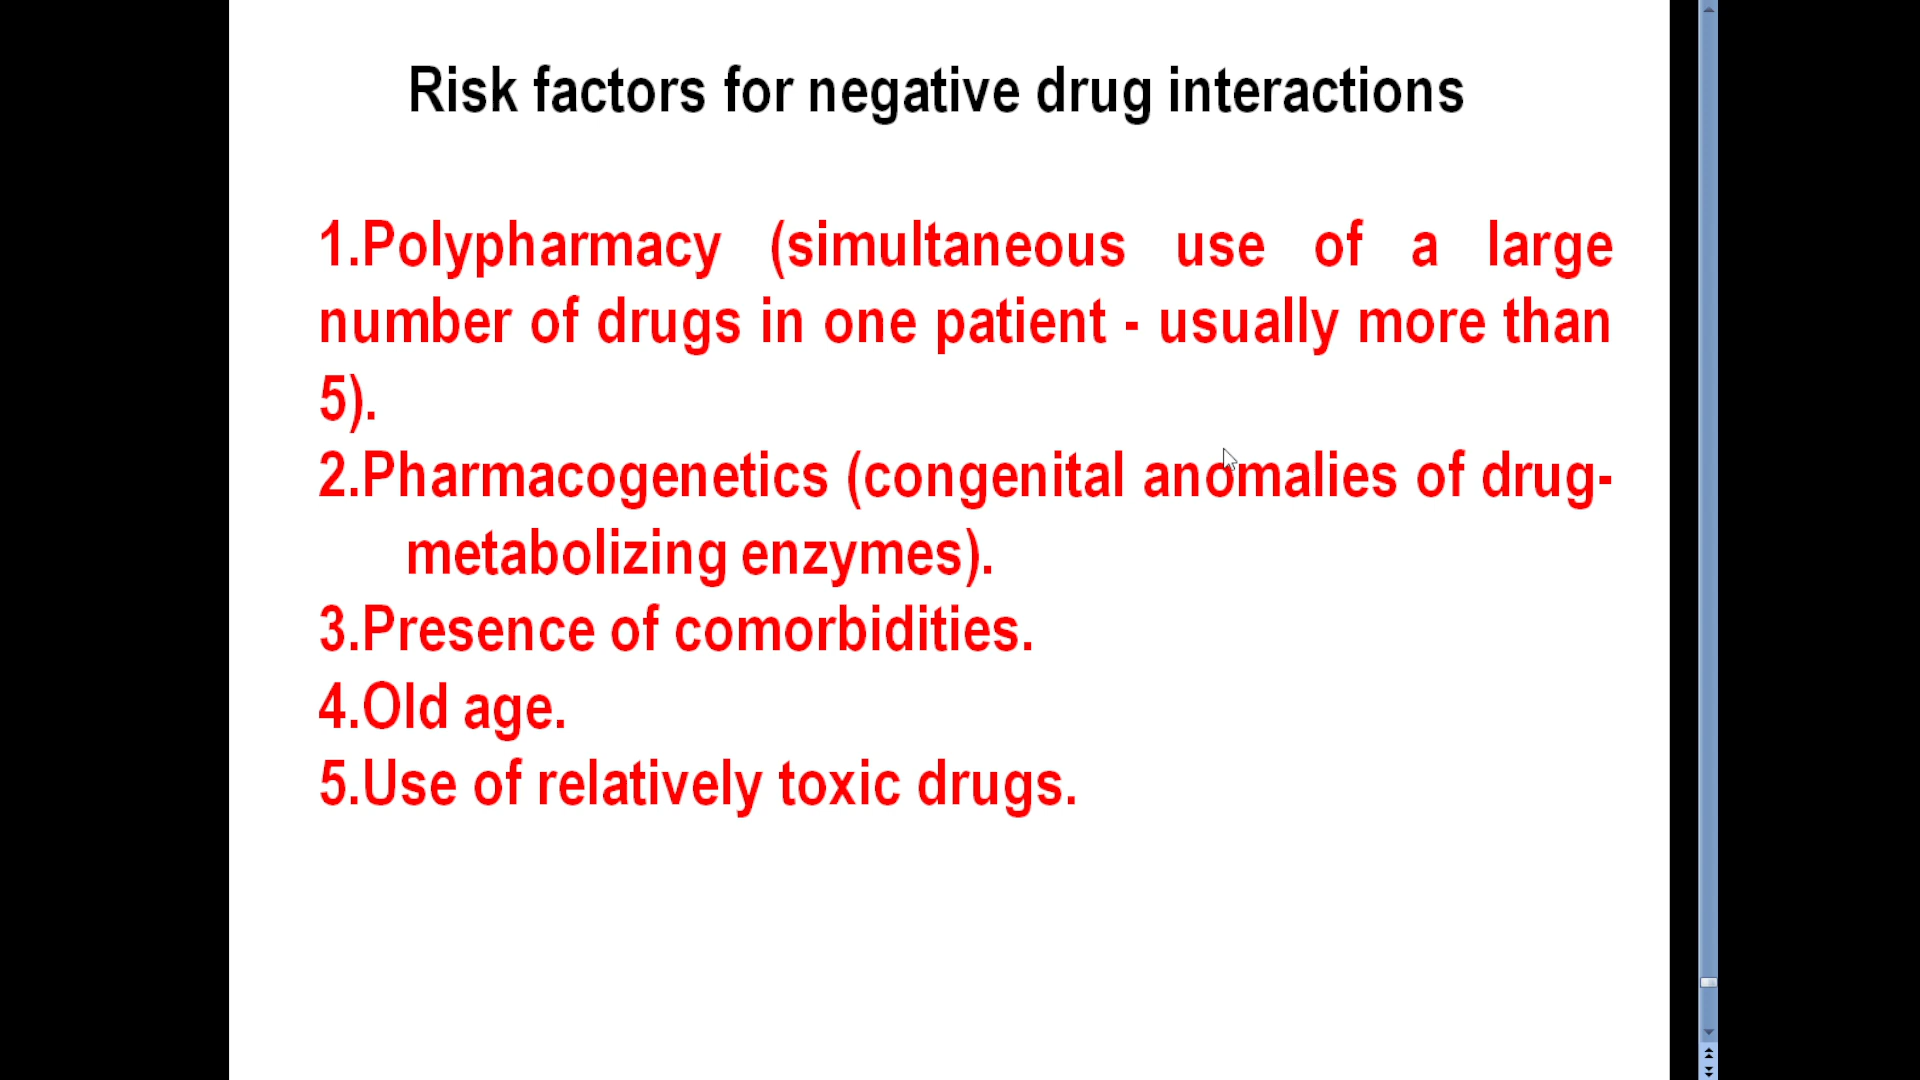 Risk factors for negative drug interactions
1.Polypharmacy (simultaneous use of a large
number of drugs in one patient - usually more than
5).
2.Pharmacogenetics (congenital anomalies of drug-
metabolizing enzymes).
3.Presence of comorbidities.
4.Old age.
5.Use of relatively toxic drugs.